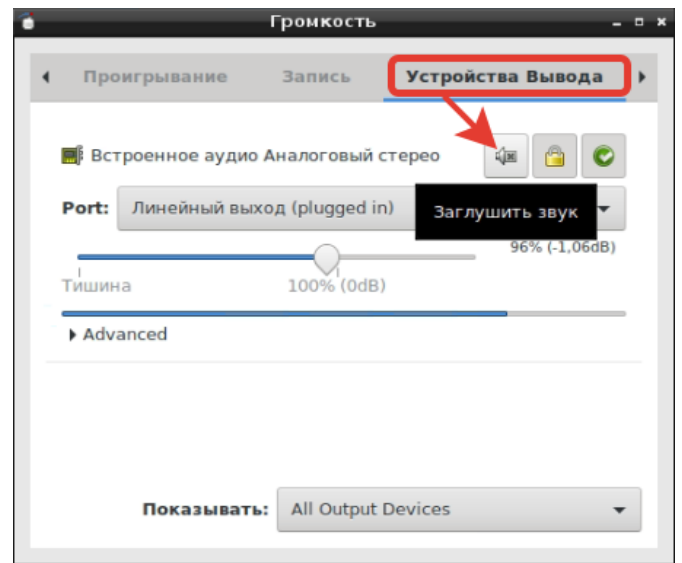 Громкость
Проигрывание Запись Устройства Вывода
Встроенное аудио Аналоговый стерео
Port: Линейный выход (plugged in)
Заглушить звук
96% (-1,06dB)
Тишина 100% (0dB)
Advanced
Показывать: All Output Devices